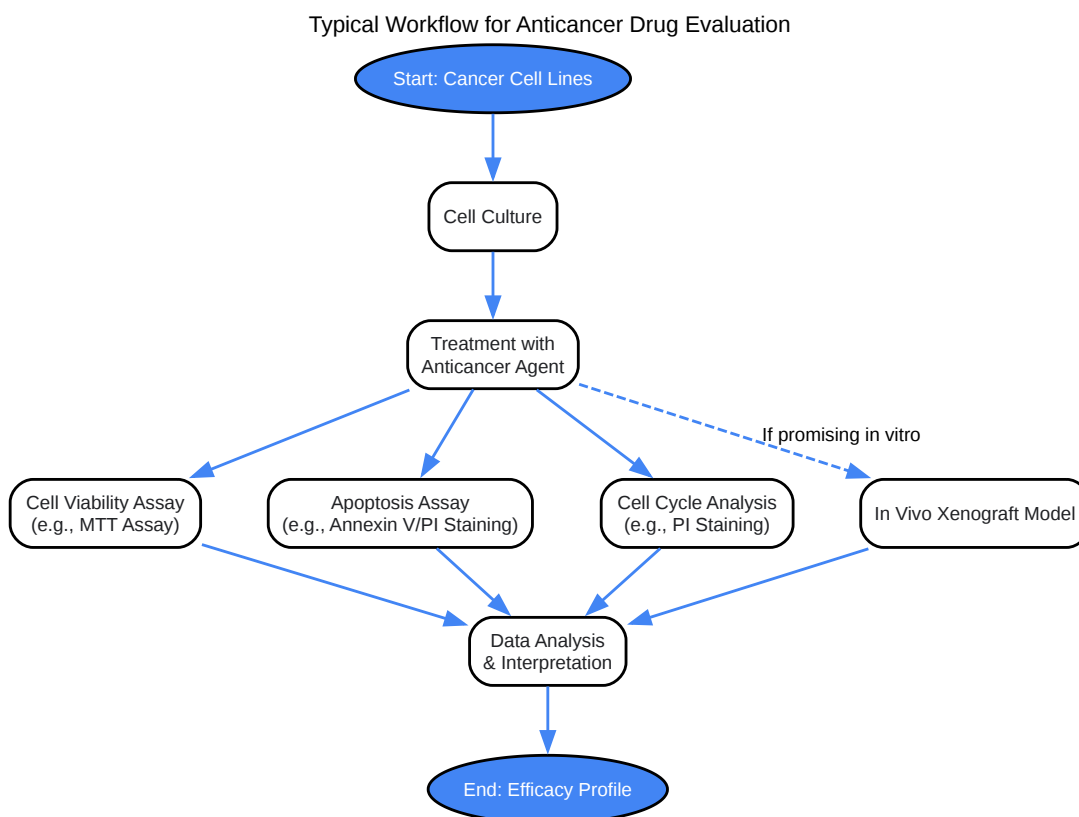 Typical Workflow for Anticancer Drug Evaluation
Start: Cancer Cell Lines
Cell Culture
Treatment with
Anticancer Agent
If promising in vitro
Cell Viability Assay
(e.g., MTT Assay)
Apoptosis Assay
(e.g., Annexin V/PI Staining)
Cell Cycle Analysis
(e.g., PI Staining)
In Vivo Xenograft Model
Data Analysis
& Interpretation
End: Efficacy Profile